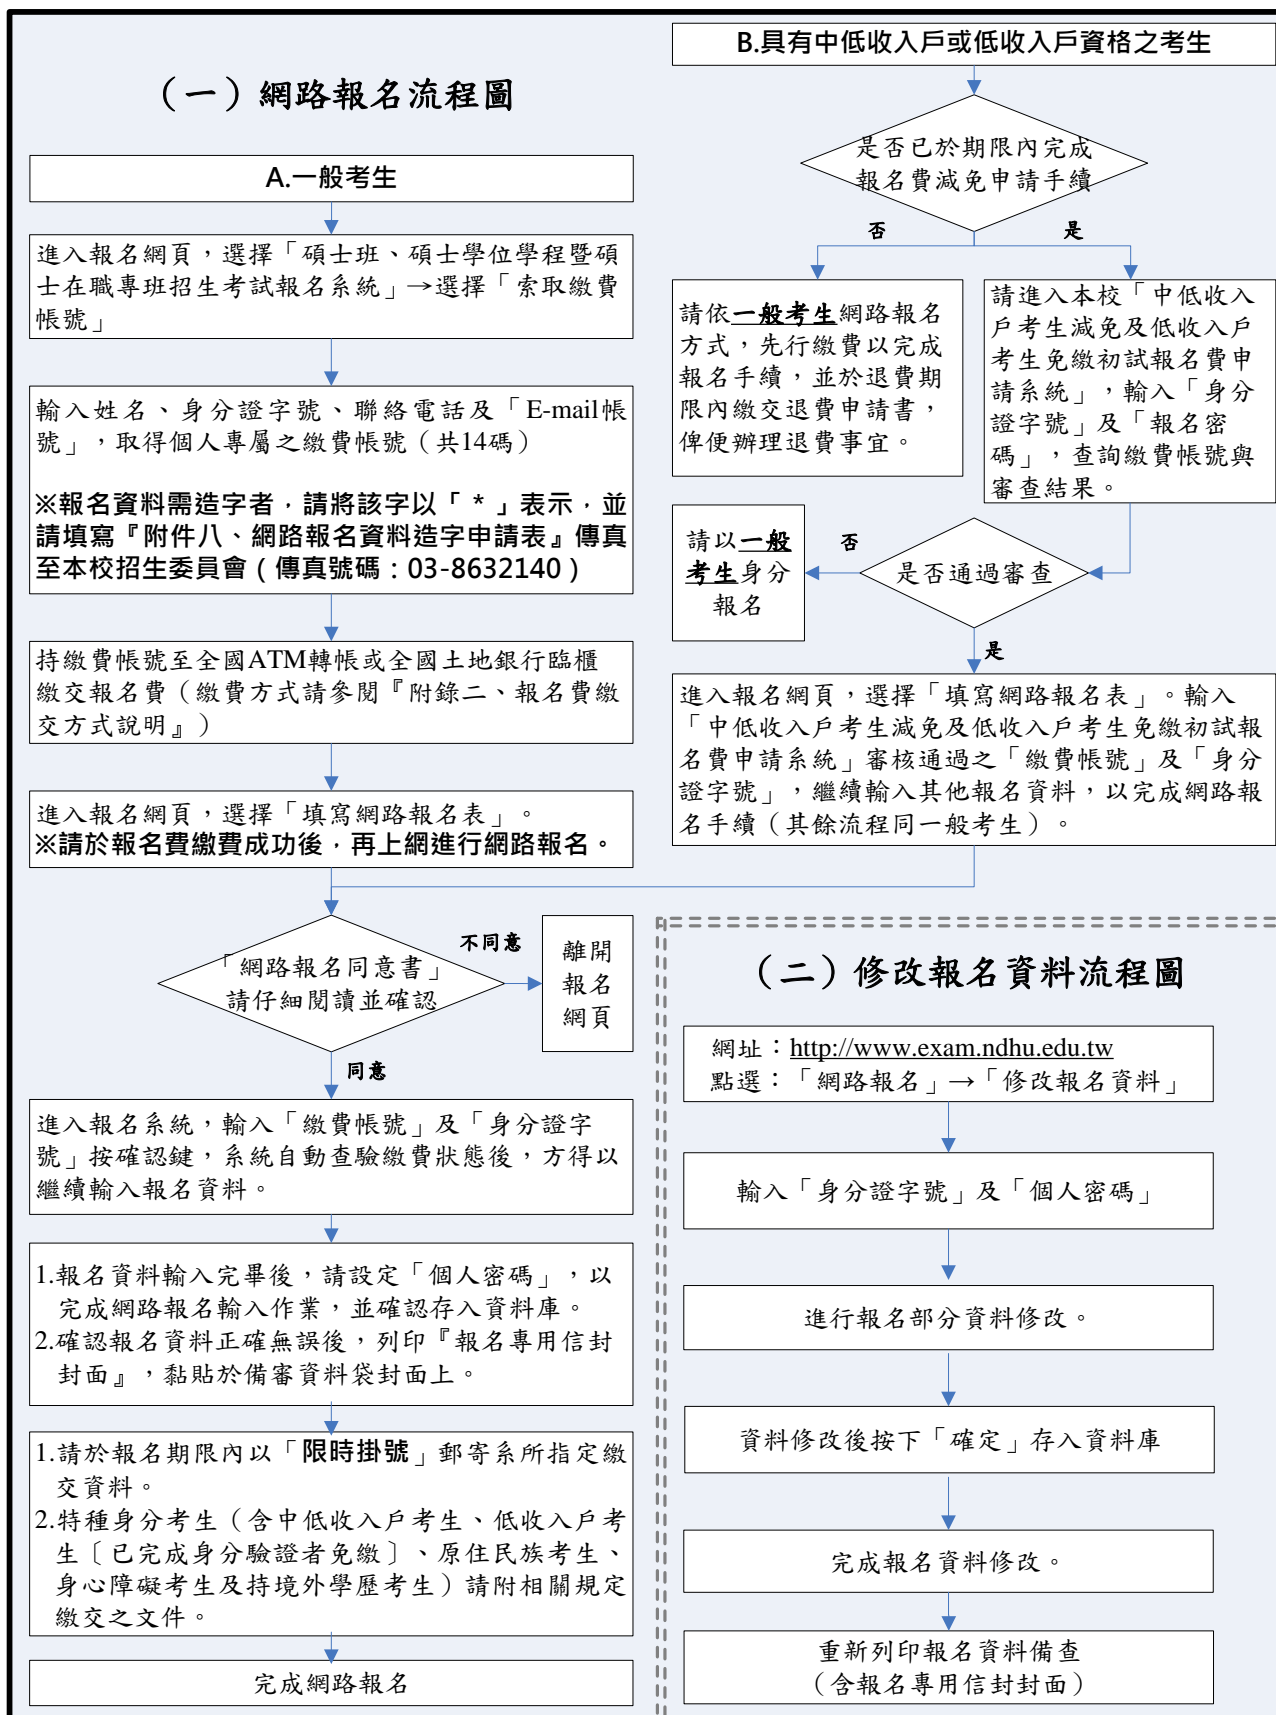 （一）網路報名流程圖
A.一般考生
進入報名網頁，選擇「碩士班、碩士學位學程暨碩
士在職專班招生考試報名系統」→選擇「索取繳費
帳號」
輸入姓名、身分證字號、聯絡電話及「E-mail帳
號」，取得個人專屬之繳費帳號（共14碼）
※報名資料需造字者，請將該字以「 * 」表示，並
請填寫『附件八、網路報名資料造字申請表』傳真
至本校招生委員會（傳真號碼：03-8632140）
持繳費帳號至全國ATM轉帳或全國土地銀行臨櫃
繳交報名費（繳費方式請參閱『附錄二、報名費繳
交方式說明』）
進入報名網頁，選擇「填寫網路報名表」。
※請於報名費繳費成功後，再上網進行網路報名。
「網路報名同意書」
請仔細閱讀並確認
不同意
離開
報名
網頁
同意
進入報名系統，輸入「繳費帳號」及「身分證字
號」按確認鍵，系統自動查驗繳費狀態後，方得以
繼續輸入報名資料。
1.報名資料輸入完畢後，請設定「個人密碼」，以
完成網路報名輸入作業，並確認存入資料庫。
2.確認報名資料正確無誤後，列印『報名專用信封
封面』，黏貼於備審資料袋封面上。
1.請於報名期限內以「限時掛號」郵寄系所指定繳
交資料。
2.特種身分考生（含中低收入戶考生、低收入戶考
生〔已完成身分驗證者免繳〕、原住民族考生、
身心障礙考生及持境外學歷考生）請附相關規定
繳交之文件。
完成網路報名
B.具有中低收入戶或低收入戶資格之考生
是否已於期限內完成
報名費減免申請手續
否
是
請依一般考生網路報名
方式，先行繳費以完成
報名手續，並於退費期
限內繳交退費申請書，
俾便辦理退費事宜。
請進入本校「中低收入
戶考生減免及低收入戶
考生免繳初試報名費申
請系統」，輸入「身分
證字號」及「報名密
碼」，查詢繳費帳號與
審查結果。
是否通過審查
否
請以一般
考生身分
報名
是
進入報名網頁，選擇「填寫網路報名表」。輸入
「中低收入戶考生減免及低收入戶考生免繳初試報
名費申請系統」審核通過之「繳費帳號」及「身分
證字號」，繼續輸入其他報名資料，以完成網路報
名手續（其餘流程同一般考生）。
（二）修改報名資料流程圖
網址：http://www.exam.ndhu.edu.tw
點選：「網路報名」→「修改報名資料」
輸入「身分證字號」及「個人密碼」
進行報名部分資料修改。
資料修改後按下「確定」存入資料庫
完成報名資料修改。
重新列印報名資料備查
（含報名專用信封封面）